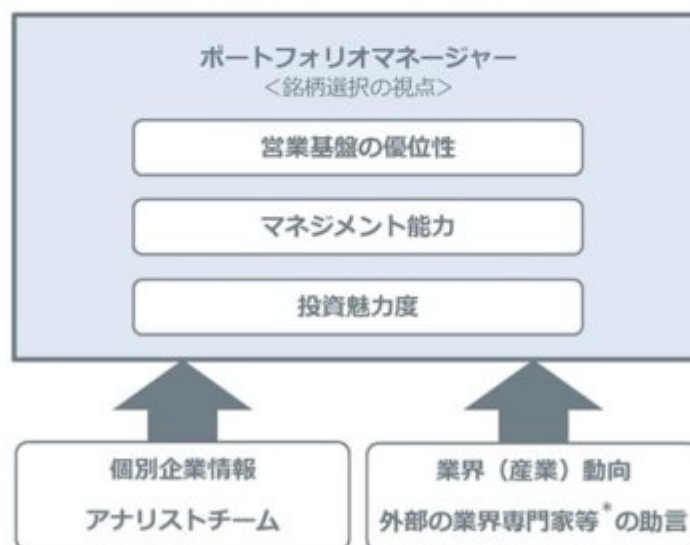 ポートフォリオマネージャー
<銘柄選択の視点>
営業基盤の優位性
マネジメント能力
投資魅力度
個別企業情報
アナリストチーム
業界（産業）動向
外部の業界専門家等*の助言